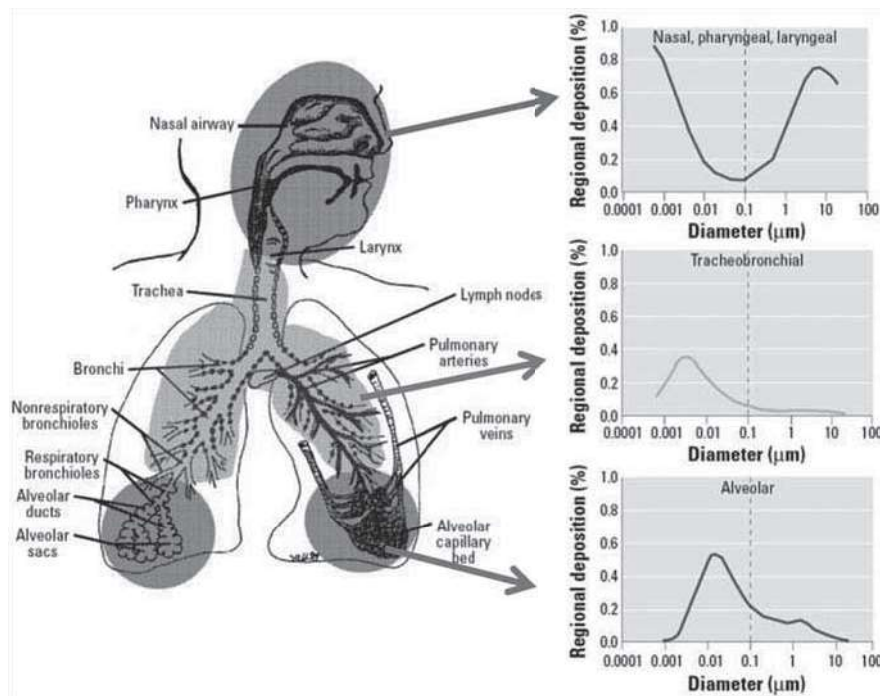 Nasal airway
Pharynx
Larynx
Trachea
Lymph nodes
Bronchi
Pulmonary
arteries
Nonrespiratory
bronchioles
Pulmonary
veins
Respiratory
bronchioles
Alveolar
ducts
Alveolar
sacs
Alveolar
capillary
bed
Regional deposition (%)
Nasal, pharyngeal, laryngeal
1.0
0.8
0.6
0.4
0.2
0.0
0.0001 0.001 0.01 0.1 1 10 100
Diameter (μm)
Regional deposition (%)
Tracheobronchial
1.0
0.8
0.6
0.4
0.2
0.0
0.0001 0.001 0.01 0.1 1 10 100
Diameter (μm)
Regional deposition (%)
Alveolar
1.0
0.8
0.6
0.4
0.2
0.0
0.0001 0.001 0.01 0.1 1 10 100
Diameter (μm)